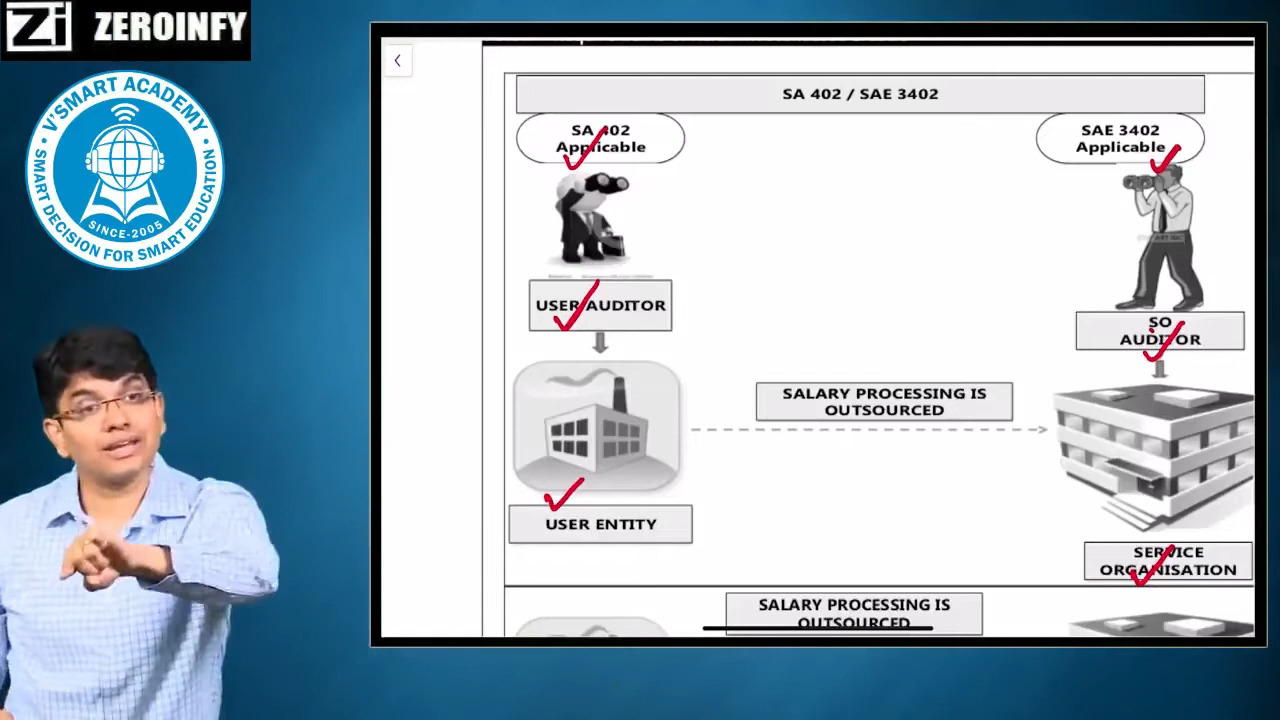 Zi ZEROINFY
V'SMART ACADEMY
SINCE-2005
SMART DECISION FOR SMART EDUCATION
SA 402 / SAE 3402
SA 402
Applicable
SAE 3402
Applicable
USER AUDITOR
SO
AUDITOR
SALARY PROCESSING IS
OUTSOURCED
USER ENTITY
SERVICE
ORGANISATION
SALARY PROCESSING IS
OUTSOURCED